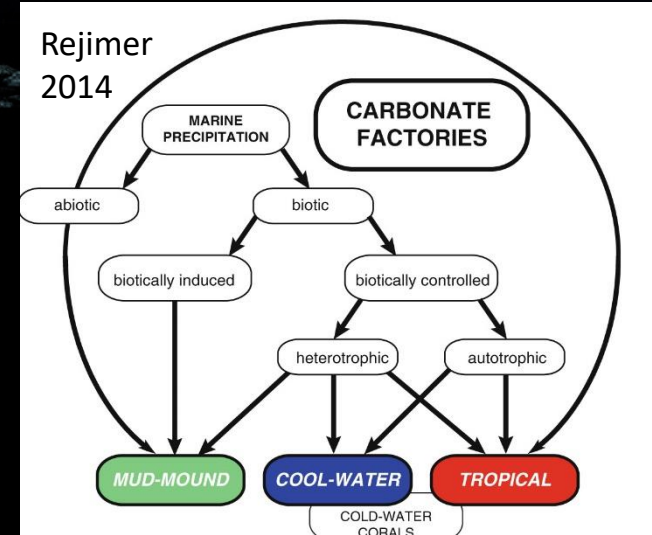 Rejimer
2014
CARBONATE
FACTORIES
MARINE
PRECIPITATION
abiotic
biotic
biotically induced
biotically controlled
heterotrophic
autotrophic
MUD-MOUND
COOL-WATER
TROPICAL
COLD-WATER
CORALS